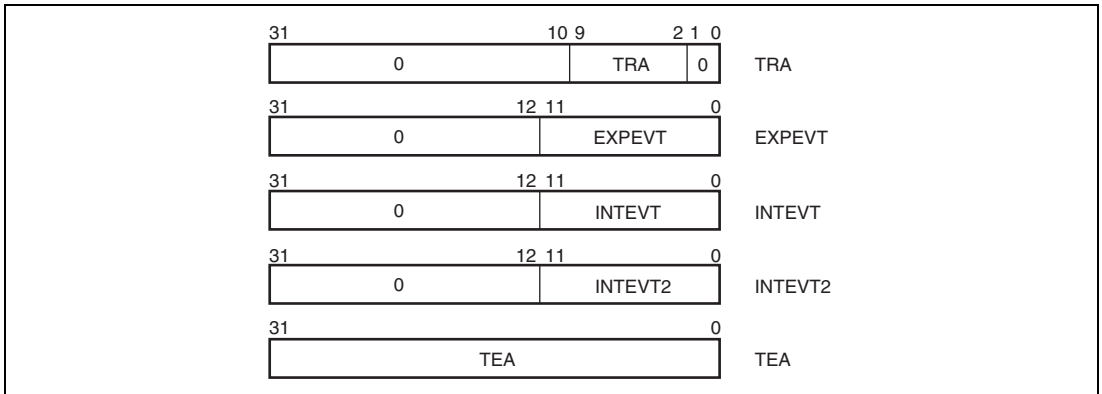 31 10 9 2 1 0
0 TRA 0 TRA
31 12 11 0
0 EXPEVT EXPEVT
31 12 11 0
0 INTEVT INTEVT
31 12 11 0
0 INTEVT2 INTEVT2
31 0
TEA TEA